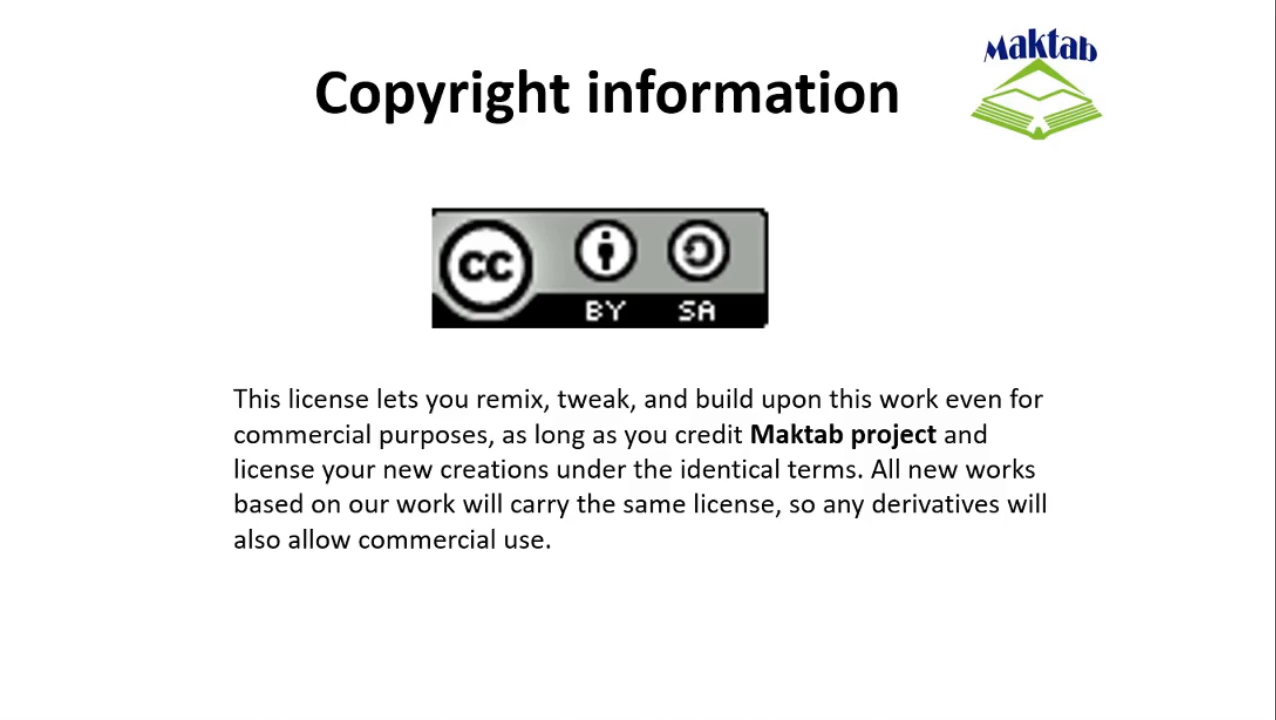 Maktab
Copyright information
CC
BY SA
This license lets you remix, tweak, and build upon this work even for
commercial purposes, as long as you credit Maktab project and
license your new creations under the identical terms. All new works
based on our work will carry the same license, so any derivatives will
also allow commercial use.